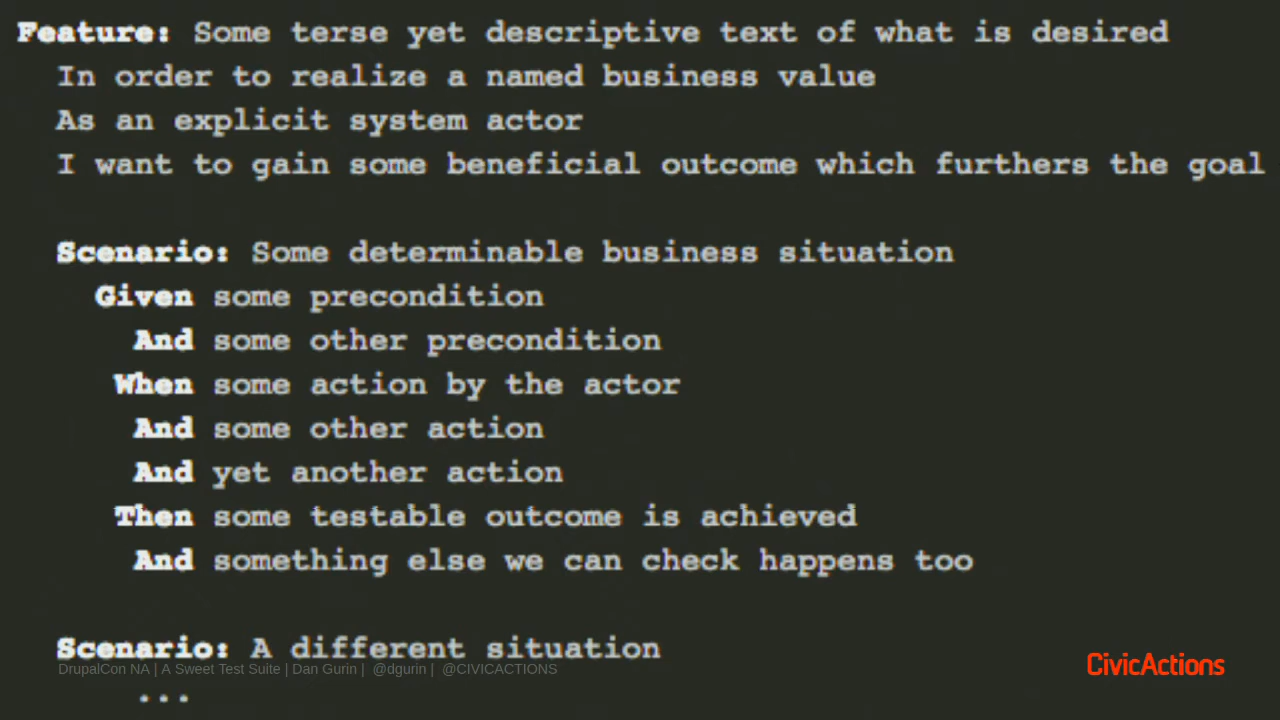 Feature: Some terse yet descriptive text of what is desired
In order to realize a named business value
As an explicit system actor
I want to gain some beneficial outcome which furthers the goal
Scenario: Some determinable business situation
Given some precondition
And some other precondition
When some action by the actor
And some other action
And yet another action
Then some testable outcome is achieved
And something else we can check happens too
Scenario: A different situation
DrupalCon NA | A Sweet Test Suite | Dan Gurin | @dgurin | @CIVICACTIONS
CivicActions
...